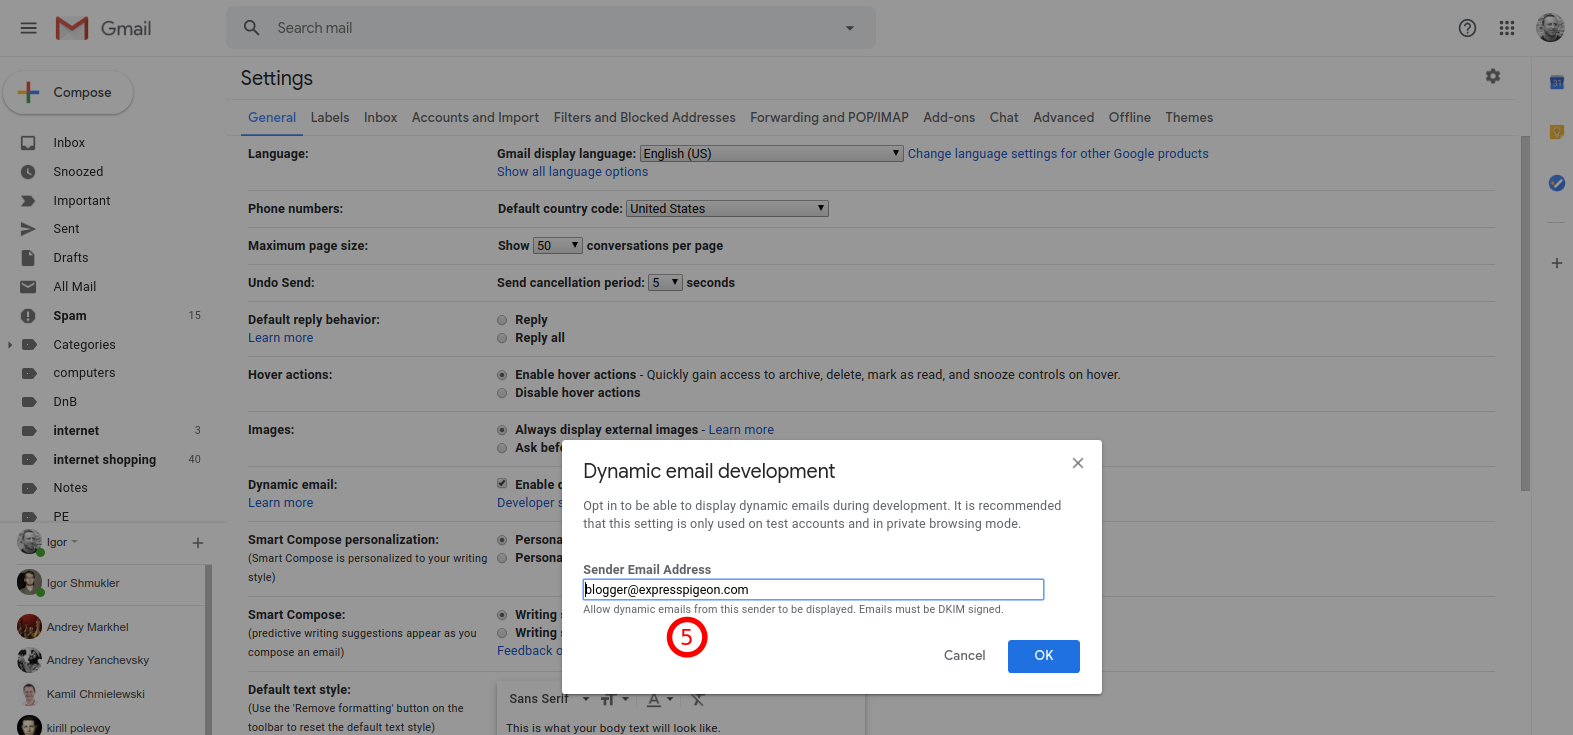 Gmail
Search mail
Compose
Inbox
Snoozed
Important
Sent
Drafts
All Mail
Spam 15
Categories
computers
DnB
internet 3
internet shopping 40
Notes
PE
Igor
Igor Shmukler
Andrey Markhel
Andrey Yanchevsky
Kamil Chmielewski
kirill polevoy
Settings
General Labels Inbox Accounts and Import Filters and Blocked Addresses Forwarding and POP/IMAP Add-ons Chat Advanced Offline Themes
Language: Gmail display language: English (US) Change language settings for other Google products
Show all language options
Phone numbers: Default country code: United States
Maximum page size: Show 50 conversations per page
Undo Send: Send cancellation period: 5 seconds
Default reply behavior: Reply
Learn more Reply all
Hover actions: Enable hover actions - Quickly gain access to archive, delete, mark as read, and snooze controls on hover.
Disable hover actions
Images: Always display external images - Learn more
Ask bef
Dynamic email: Enable d
Learn more Developer s
Smart Compose personalization: Persona
(Smart Compose is personalized to your writing Persona
style)
Smart Compose: Writing s
(predictive writing suggestions appear as you Writing s
compose an email) Feedback o
Default text style: Sans Serif
(Use the 'Remove formatting' button on the
toolbar to reset the default text style) This is what your body text will look like.
Dynamic email development
Opt in to be able to display dynamic emails during development. It is recommended
that this setting is only used on test accounts and in private browsing mode.
Sender Email Address
blogger@expresspigeon.com
Allow dynamic emails from this sender to be displayed. Emails must be DKIM signed.
5
Cancel OK
31